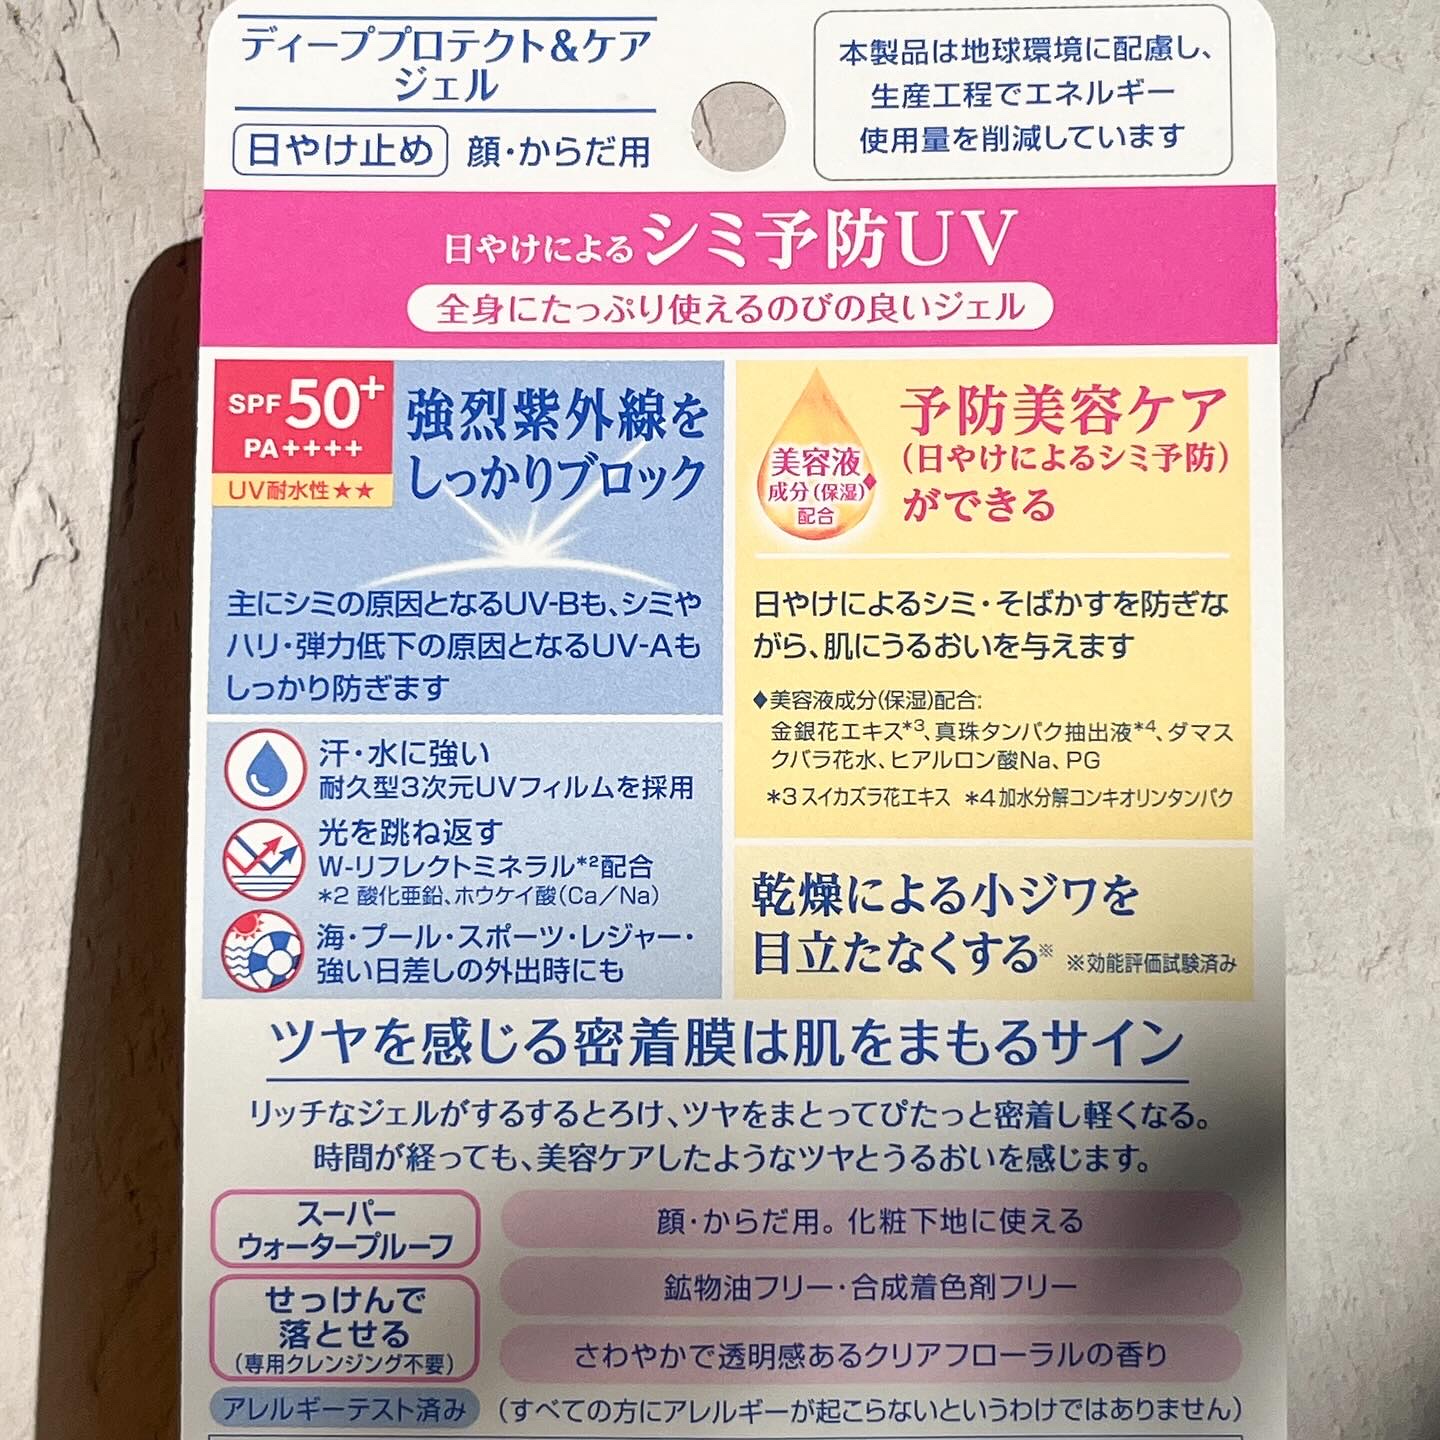 ディーププロテクト&ケア
ジェル
日やけ止め 顔・からだ用
本製品は地球環境に配慮し、
生産工程でエネルギー
使用量を削減しています
日やけによるシミ予防UV
全身にたっぷり使えるのびの良いジェル
SPF50+
PA++++
UV耐水性★★
強烈紫外線を
しっかりブロック
主にシミの原因となるUV-Bも、シミや
ハリ・弾力低下の原因となるUV-Aも
しっかり防ぎます
汗・水に強い
耐久型3次元UVフィルムを採用
光を跳ね返す
W-リフレクトミネラル*2配合
*2 酸化亜鉛、ホウケイ酸(Ca/Na)
海・プール・スポーツ・レジャー・
強い日差しの外出時にも
美容液
成分(保湿)◆
配合
予防美容ケア
(日やけによるシミ予防)
ができる
日やけによるシミ・そばかすを防ぎな
がら、肌にうるおいを与えます
◆美容液成分(保湿)配合:
金銀花エキス*3、真珠タンパク抽出液*4、ダマス
クバラ花水、ヒアルロン酸Na、PG
*3 スイカズラ花エキス *4 加水分解コンキオリンタンパク
乾燥による小ジワを
目立たなくする※ ※効能評価試験済み
ツヤを感じる密着膜は肌をまもるサイン
リッチなジェルがするするとろけ、ツヤをまとってぴたっと密着し軽くなる。
時間が経っても、美容ケアしたようなツヤとうるおいを感じます。
スーパー
ウォータープルーフ
せっけんで
落とせる
(専用クレンジング不要)
顔・からだ用。化粧下地に使える
鉱物油フリー・合成着色剤フリー
さわやかで透明感あるクリアフローラルの香り
アレルギーテスト済み (すべての方にアレルギーが起こらないというわけではありません)